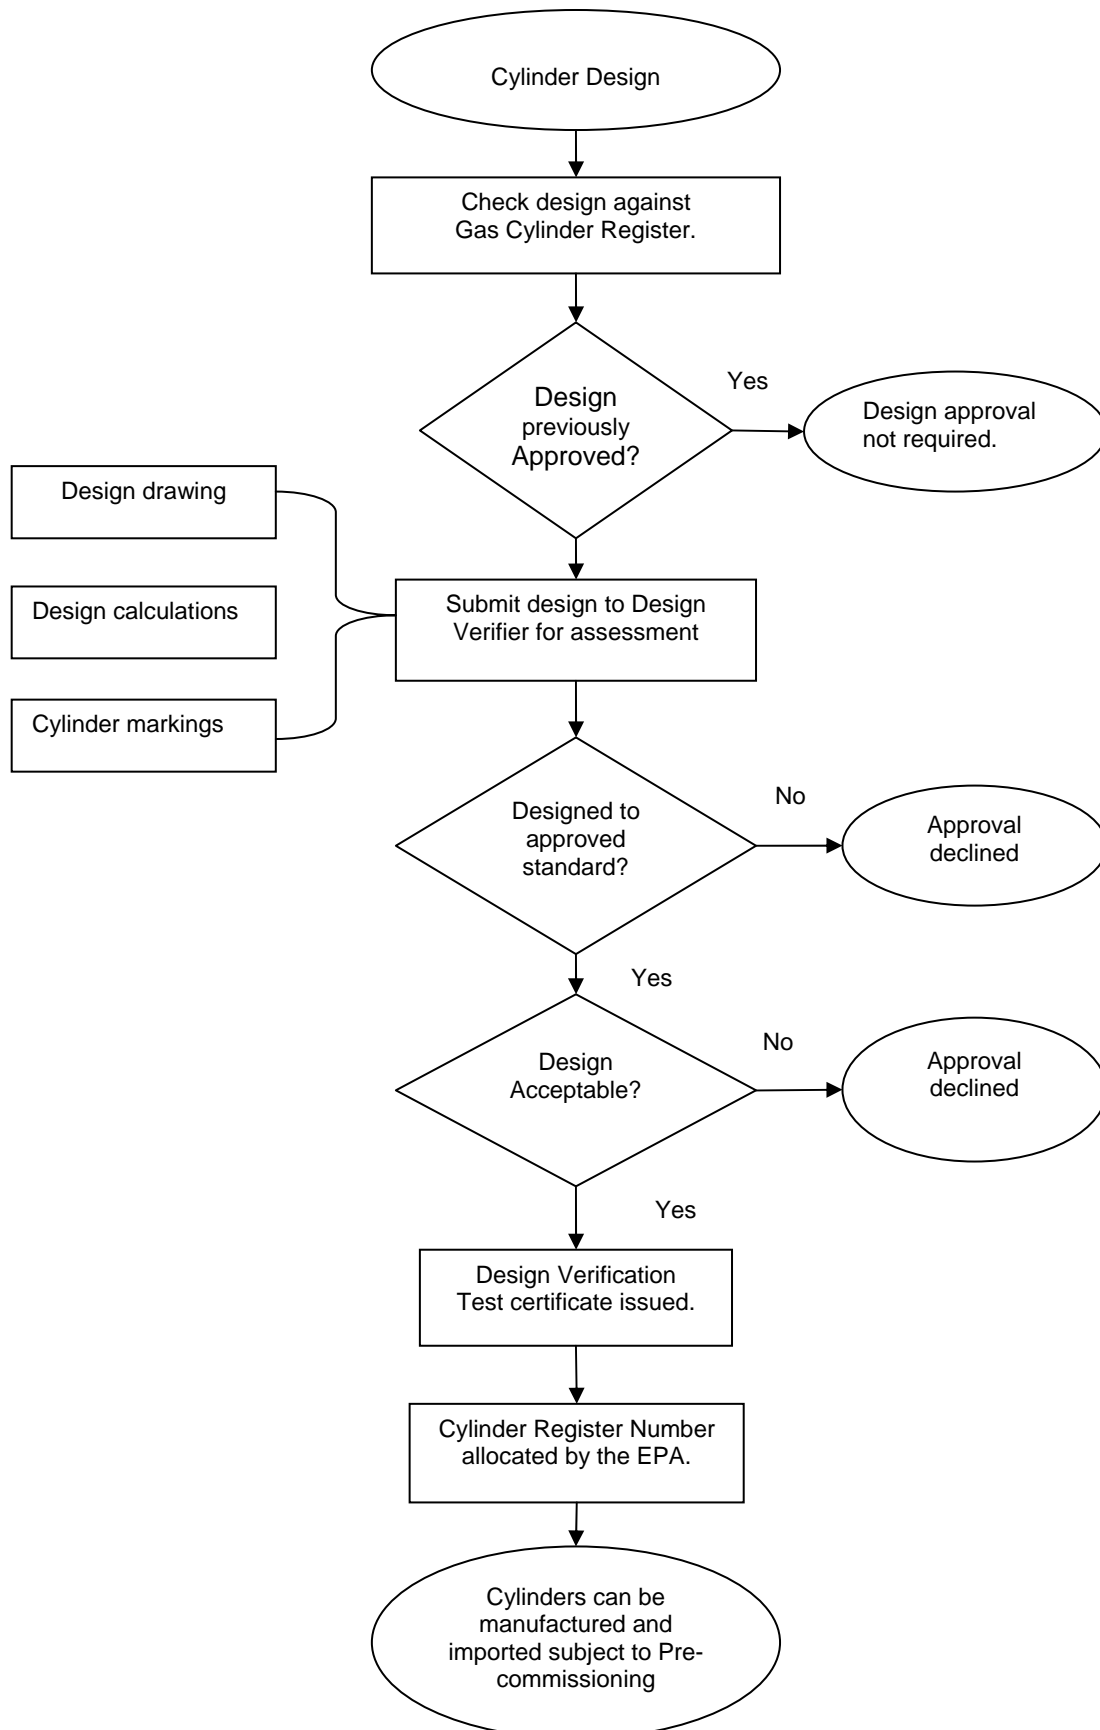 Cylinder Design
Check design against
Gas Cylinder Register.
Design
previously
Approved?
Yes
Design approval
not required.
Design drawing
Design calculations
Cylinder markings
Submit design to Design
Verifier for assessment
Designed to
approved
standard?
No
Approval
declined
Yes
Design
Acceptable?
No
Approval
declined
Yes
Design Verification
Test certificate issued.
Cylinder Register Number
allocated by the EPA.
Cylinders can be
manufactured and
imported subject to Pre-
commissioning